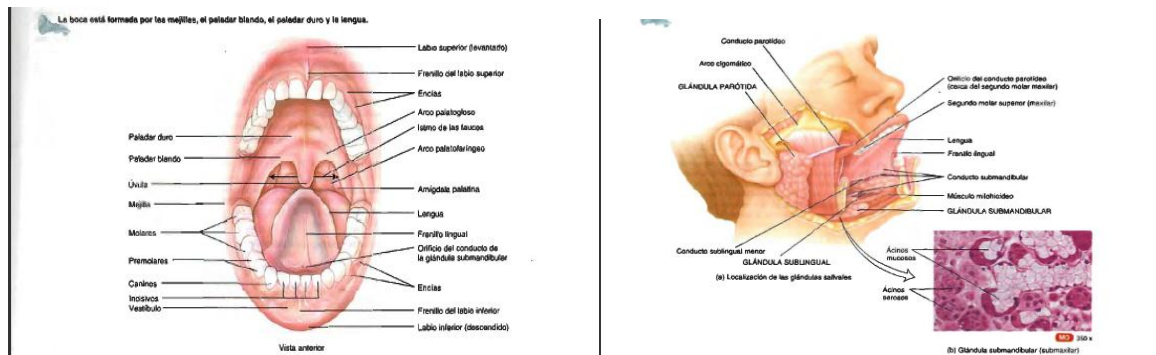 La boca está formada por las mejillas, el paladar blando, el paladar duro y la lengua.
Labio superior (levantado)
Frenillo del labio superior
Encías
Arco palatogloso
Istmo de las fauces
Arco palatofaríngeo
Amígdala palatina
Lengua
Frenillo lingual
Orificio del conducto de
la glándula submandibular
Encías
Frenillo del labio inferior
Labio inferior (descendido)
Paladar duro
Paladar blando
Úvula
Mejilla
Molares
Premolares
Caninos
Incisivos
Vestíbulo
Vista anterior
Conducto parotídeo
Arco cigomático
GLÁNDULA PARÓTIDA
Orificio del conducto parotídeo
(cerca del segundo molar maxilar)
Segundo molar superior (maxilar)
Lengua
Frenillo lingual
Conducto submandibular
Músculo milohioideo
GLÁNDULA SUBMANDIBULAR
Conducto sublingual menor
GLÁNDULA SUBLINGUAL
(a) Localización de las glándulas salivales
Ácinos
mucosos
Ácinos
serosos
MO 350 x
(b) Glándula submandibular (submaxilar)